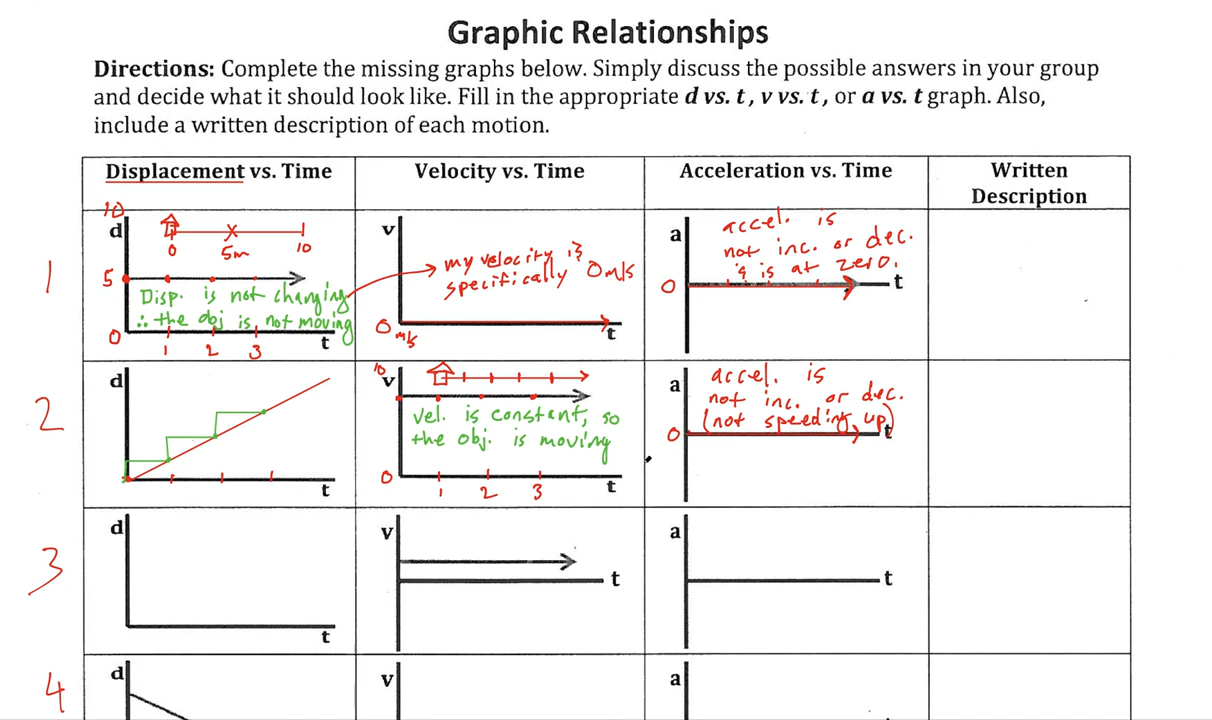 Graphic Relationships
Directions: Complete the missing graphs below. Simply discuss the possible answers in your group
and decide what it should look like. Fill in the appropriate d vs. t, v vs. t, or a vs. t graph. Also,
include a written description of each motion.
Displacement vs. Time
Velocity vs. Time
Acceleration vs. Time
Written
Description
1
10
d
0
5m
10
5
Disp. is not changing
∴ the obj is not moving
0
1 2 3
t
v
my velocity is
specifically 0m/s
0 m/s
t
a
accel. is
not inc. or dec.
& is at zero.
0
t
2
d
t
10
v
Vel. is constant, so
the obj. is moving
0
1 2 3
t
a
accel. is
not inc. or dec.
(not speeding up)
0
t
3
d
t
v
t
a
t
4
d
v
a